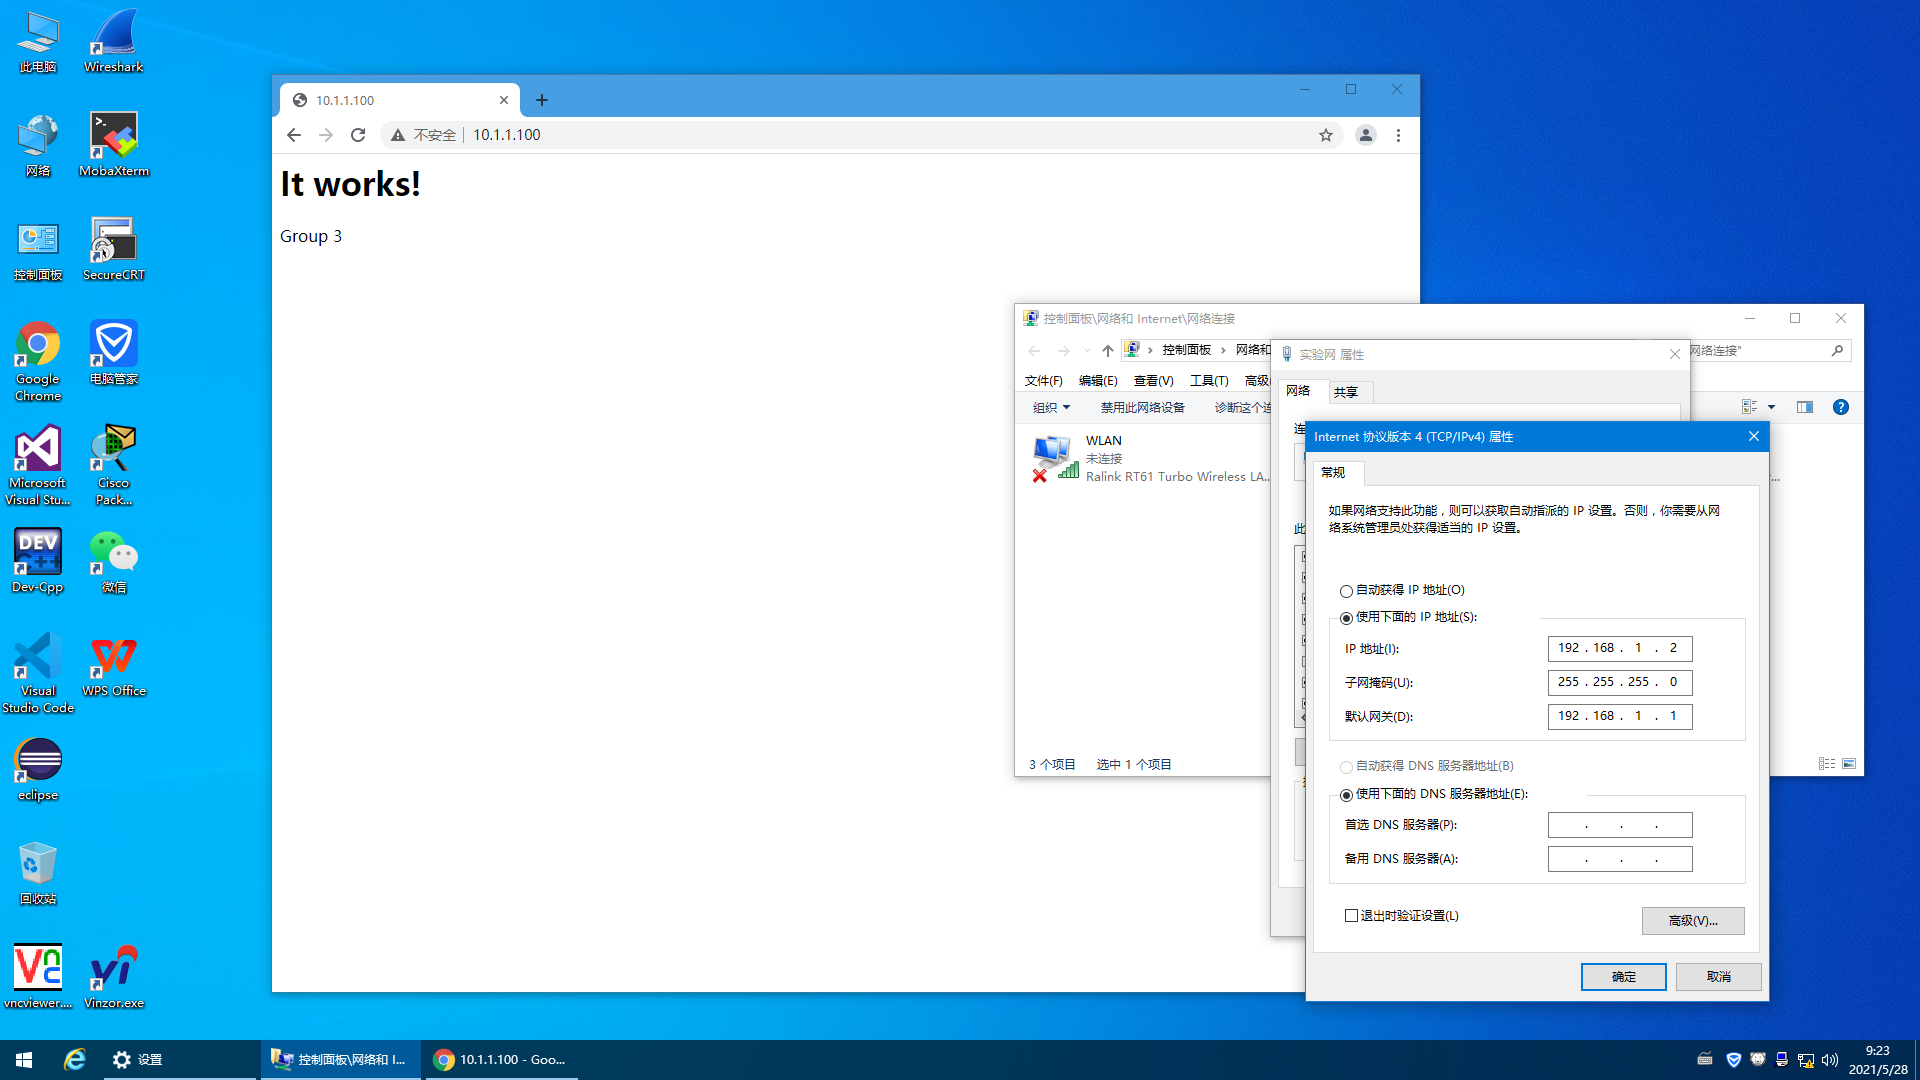 此电脑
Wireshark
网络
MobaXterm
控制面板
SecureCRT
Google
Chrome
电脑管家
Microsoft
Visual Stu...
Cisco
Pack...
DEV
C++
Dev-Cpp
微信
Visual
Studio Code
WPS Office
eclipse
回收站
vncviewer....
Vinzor.exe
10.1.1.100
不安全 10.1.1.100
It works!
Group 3
控制面板\网络和 Internet\网络连接
控制面板 > 网络和
网络连接"
文件(F) 编辑(E) 查看(V) 工具(T) 高级
组织 禁用此网络设备 诊断这个连
WLAN
未连接
Ralink RT61 Turbo Wireless LA...
...
3 个项目 选中 1 个项目
实验网 属性
网络 共享
连
此
Internet 协议版本 4 (TCP/IPv4) 属性
常规
如果网络支持此功能，则可以获取自动指派的 IP 设置。否则，你需要从网
络系统管理员处获得适当的 IP 设置。
自动获得 IP 地址(O)
使用下面的 IP 地址(S):
IP 地址(I): 192 . 168 . 1 . 2
子网掩码(U): 255 . 255 . 255 . 0
默认网关(D): 192 . 168 . 1 . 1
自动获得 DNS 服务器地址(B)
使用下面的 DNS 服务器地址(E):
首选 DNS 服务器(P): . . .
备用 DNS 服务器(A): . . .
退出时验证设置(L)
高级(V)...
确定 取消
设置
控制面板\网络和 I...
10.1.1.100 - Goo...
9:23
2021/5/28